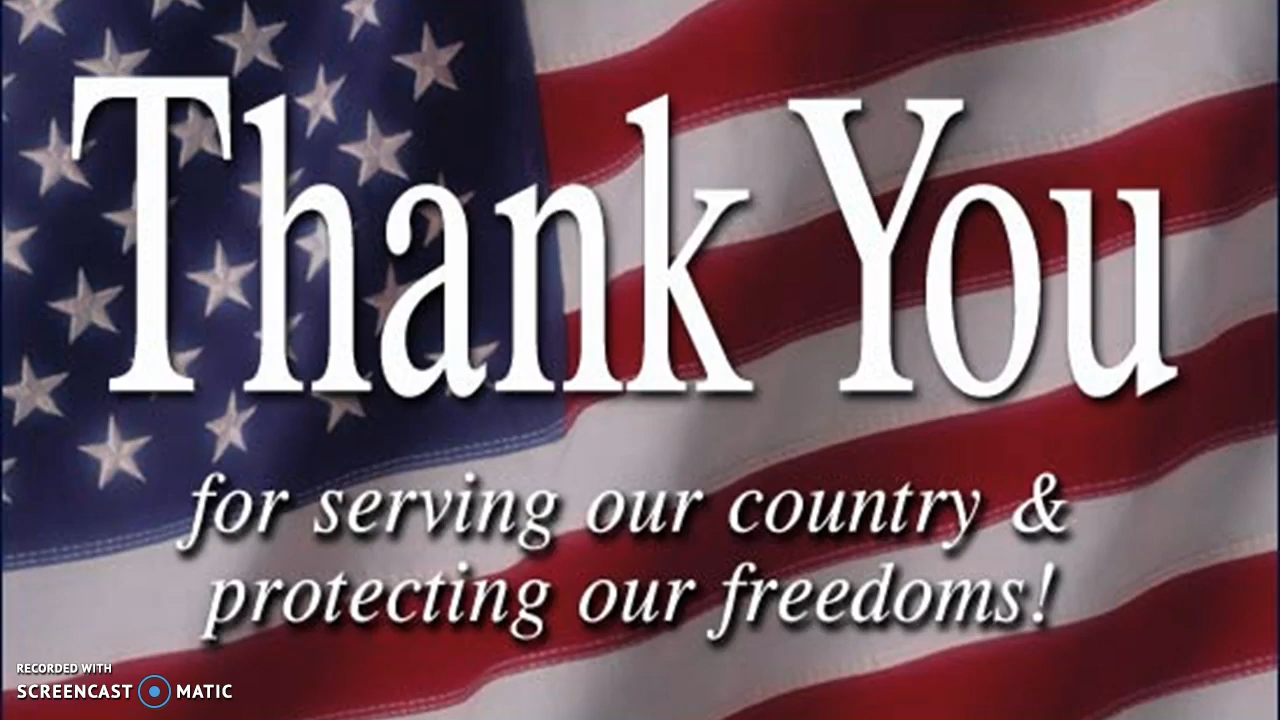 Thank You
for serving our country &
protecting our freedoms!
RECORDED WITH
SCREENCAST MATIC